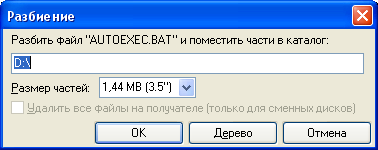 Разбиение
Разбить файл "AUTOEXEC.BAT" и поместить части в каталог:
D:\
Размер частей: 1,44 MB (3.5")
Удалить все файлы на получателе (только для сменных дисков)
OK Дерево Отмена